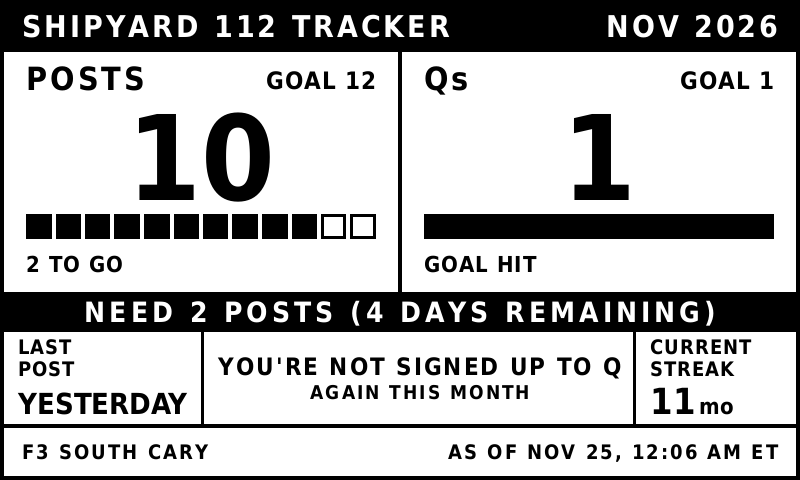 SHIPYARD 112 TRACKER NOV 2026
POSTS GOAL 12
10
2 TO GO
Qs GOAL 1
1
GOAL HIT
NEED 2 POSTS (4 DAYS REMAINING)
LAST
POST
YESTERDAY
YOU'RE NOT SIGNED UP TO Q
AGAIN THIS MONTH
CURRENT
STREAK
11 mo
F3 SOUTH CARY AS OF NOV 25, 12:06 AM ET